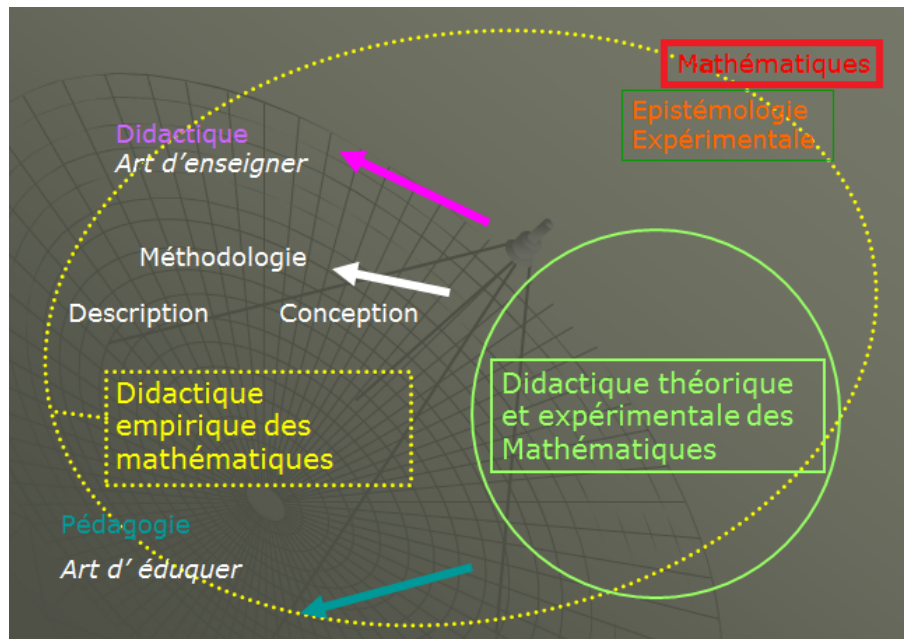 Mathématiques
Epistémologie
Expérimentale
Didactique
Art d’enseigner
Méthodologie
Description
Conception
Didactique
empirique des
mathématiques
Didactique théorique
et expérimentale des
Mathématiques
Pédagogie
Art d’ éduquer